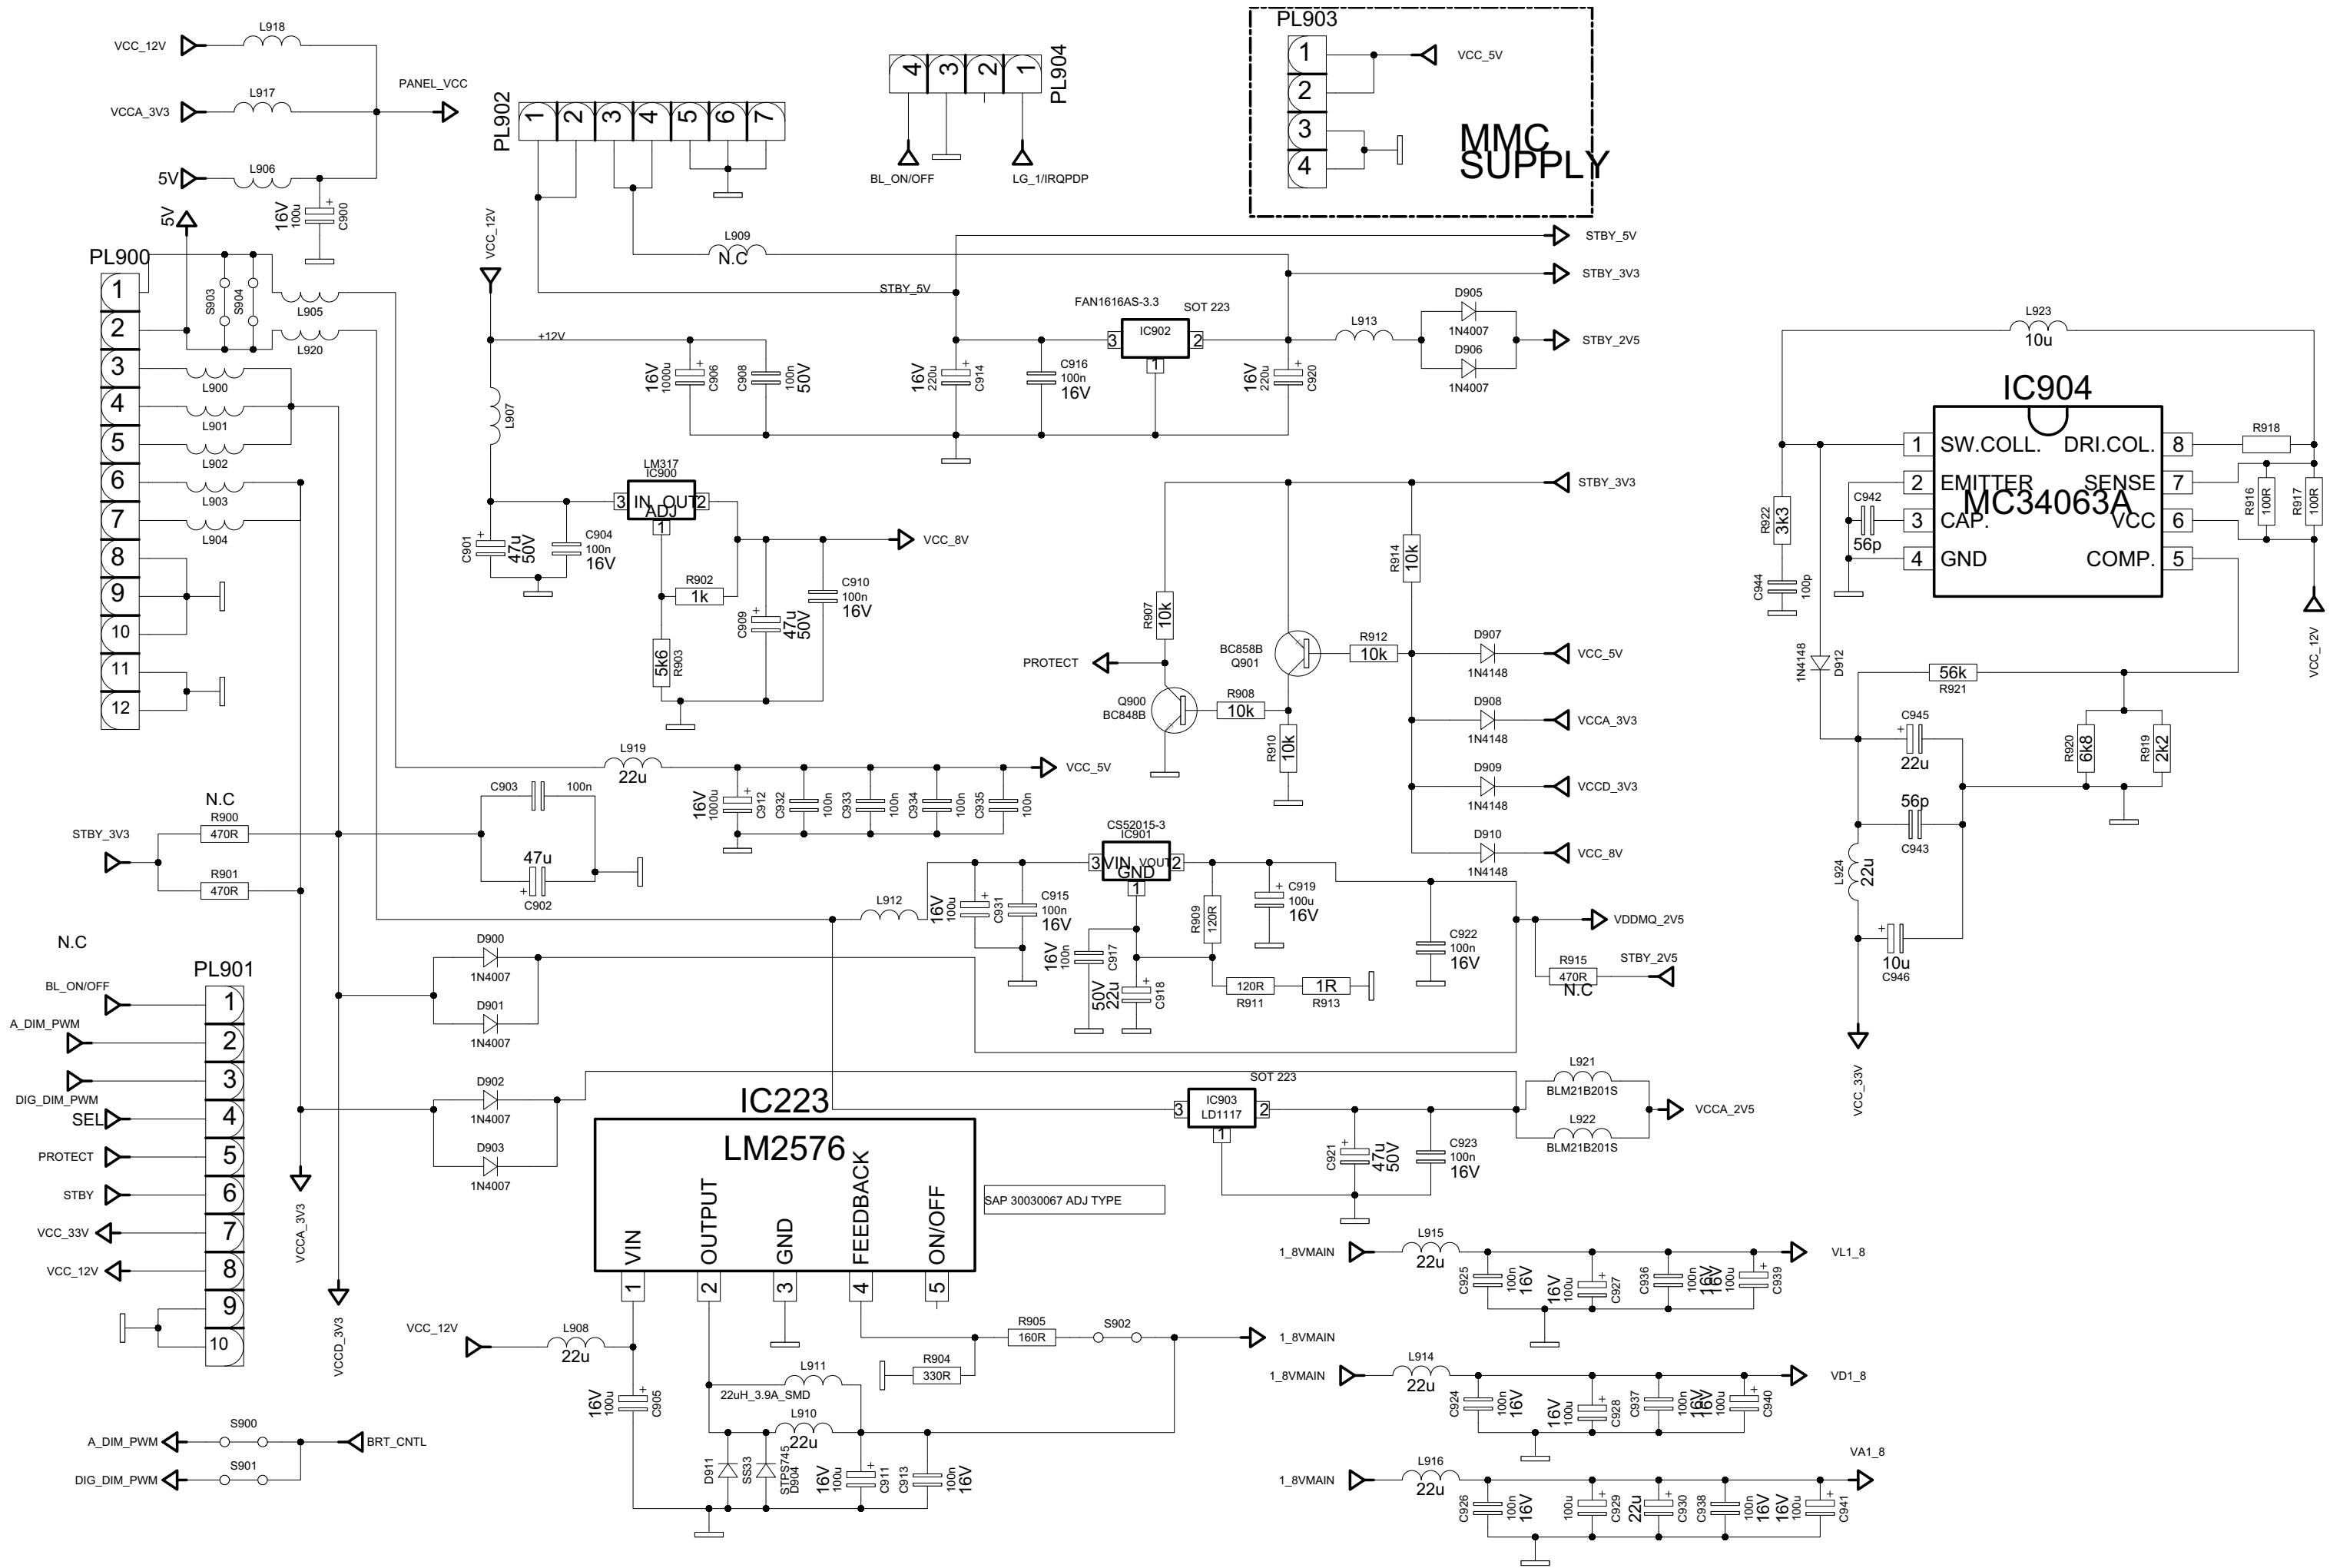 L918
VCC_12V
L917
VCCA_3V3
PANEL_VCC
L906
5V
16V
100u
C900
5V
PL900
1
2
3
4
5
6
7
8
9
10
11
12
S903
S904
L905
L920
L900
L901
L902
L903
L904
PL902
1
2
3
4
5
6
7
PL904
4
3
2
1
BL_ON/OFF
LG_1/IRQPDP
PL903
1
2
3
4
VCC_5V
MMC
SUPPLY
VCC_12V
L909
N.C
STBY_5V
STBY_5V
STBY_3V3
FAN1616AS-3.3
SOT 223
IC902
3
2
1
L913
D905
1N4007
D906
1N4007
STBY_2V5
+12V
16V
1000u
C906
C908
100n
50V
16V
220u
C914
C916
100n
16V
16V
220u
C920
L907
LM317
IC900
3
IN
OUT
2
ADJ
1
C901
47u
50V
C904
100n
16V
VCC_8V
R902
1k
5k6
R903
C909
47u
50V
C910
100n
16V
STBY_3V3
R914
10k
R907
10k
PROTECT
BC858B
Q901
R912
10k
Q900
BC848B
R908
10k
R910
10k
D907
1N4148
VCC_5V
D908
1N4148
VCCA_3V3
D909
1N4148
VCCD_3V3
D910
1N4148
VCC_8V
L923
10u
IC904
MC34063A
1
SW.COLL.
2
EMITTER
3
CAP.
4
GND
DRI.COL.
8
SENSE
7
VCC
6
COMP.
5
R918
R916
100R
R917
100R
VCC_12V
R922
3k3
C942
56p
C944
100p
1N4148
D912
56k
R921
C945
22u
56p
C943
R920
6k8
R919
2k2
L924
22u
10u
C946
VCC_33V
L919
22u
VCC_5V
16V
1000u
C912
C932
100n
C933
100n
C934
100n
C935
100n
N.C
STBY_3V3
R900
470R
R901
470R
C903
100n
47u
C902
CS52015-3
IC901
3
VIN
VOUT
2
GND
1
L912
16V
100u
C931
C915
100n
16V
R909
120R
C919
100u
16V
16V
100n
C917
50V
22u
C918
120R
R911
1R
R913
C922
100n
16V
VDDMQ_2V5
R915
470R
N.C
STBY_2V5
N.C
PL901
BL_ON/OFF
A_DIM_PWM
DIG_DIM_PWM
SEL
PROTECT
STBY
VCC_33V
VCC_12V
1
2
3
4
5
6
7
8
9
10
D900
1N4007
D901
1N4007
D902
1N4007
D903
1N4007
VCCA_3V3
VCCD_3V3
IC223
LM2576
VIN
OUTPUT
GND
FEEDBACK
ON/OFF
1
2
3
4
5
SAP 30030067 ADJ TYPE
SOT 223
IC903
LD1117
3
2
1
L921
BLM21B201S
L922
BLM21B201S
VCCA_2V5
C921
47u
50V
C923
100n
16V
VCC_12V
L908
22u
16V
100u
C905
L911
22uH_3.9A_SMD
L910
22u
D911
SS33
STPS745
D904
16V
100u
C911
C913
100n
16V
R904
330R
R905
160R
S902
1_8VMAIN
1_8VMAIN
L915
22u
VL1_8
C925
100n
16V
16V
100u
C927
C936
100n
16V
16V
100u
C939
1_8VMAIN
L914
22u
VD1_8
C924
100n
16V
16V
100u
C928
C937
100n
16V
16V
100u
C940
1_8VMAIN
L916
22u
VA1_8
C926
100n
16V
100u
C929
22u
C930
C938
100n
16V
16V
100u
C941
S900
A_DIM_PWM
S901
DIG_DIM_PWM
BRT_CNTL